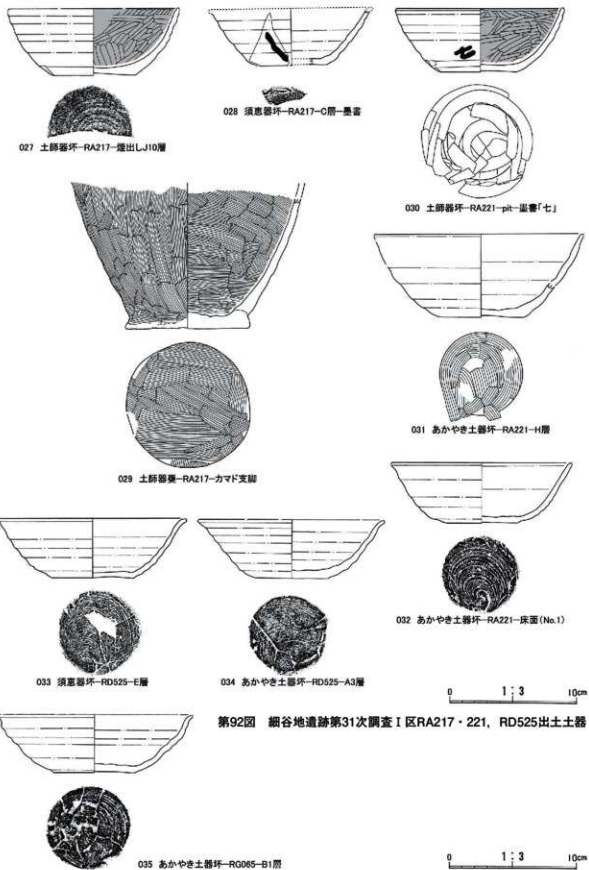 027 土師器坏-RA217-煙出しJ10層
028 須恵器坏-RA217-C層-墨書
七
030 土師器坏-RA221-pit-墨書「七」
029 土師器甕-RA217-カマド支脚
031 あかやき土器坏-RA221-H層
032 あかやき土器坏-RA221-床面(No.1)
033 須恵器坏-RD525-E層
034 あかやき土器坏-RD525-A3層
0 1:3 10cm
第92図 細谷地遺跡第31次調査Ⅰ区RA217・221, RD525出土土器
035 あかやき土器坏-RG065-B1層
0 1:3 10cm